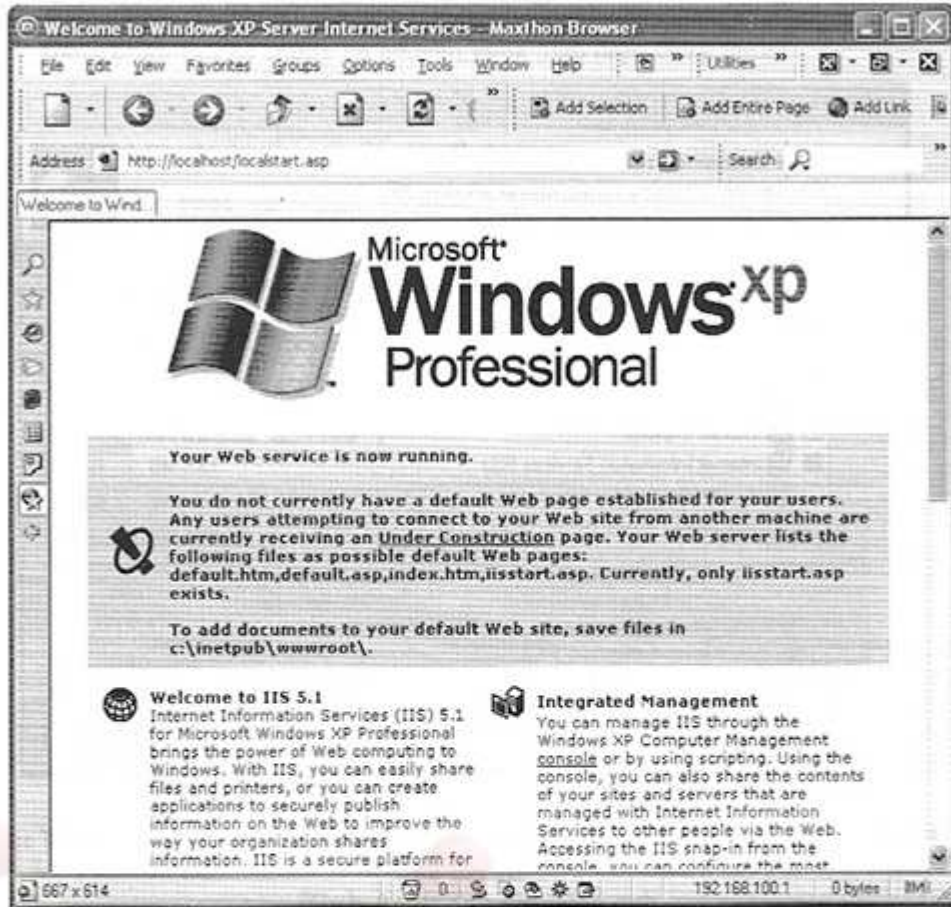 Welcome to Windows XP Server Internet Services - Maxthon Browser
File Edit View Favorites Groups Options Tools Window Help » Utilities »
» Add Selection Add Entire Page Add Link
Address http://localhost/localstart.asp Search »
Welcome to Wind...
Microsoft
Windows xp
Professional
Your Web service is now running.
You do not currently have a default Web page established for your users.
Any users attempting to connect to your Web site from another machine are
currently receiving an Under Construction page. Your Web server lists the
following files as possible default Web pages:
default.htm,default.asp,index.htm,iisstart.asp. Currently, only iisstart.asp
exists.
To add documents to your default Web site, save files in
c:\inetpub\wwwroot\.
Welcome to IIS 5.1
Internet Information Services (IIS) 5.1
for Microsoft Windows XP Professional
brings the power of Web computing to
Windows. With IIS, you can easily share
files and printers, or you can create
applications to securely publish
information on the Web to improve the
way your organization shares
information. IIS is a secure platform for
Integrated Management
You can manage IIS through the
Windows XP Computer Management
console or by using scripting. Using the
console, you can also share the contents
of your sites and servers that are
managed with Internet Information
Services to other people via the Web.
Accessing the IIS snap-in from the
console, you can configure the most
667 x 614 0 192.168.100.1 0 bytes